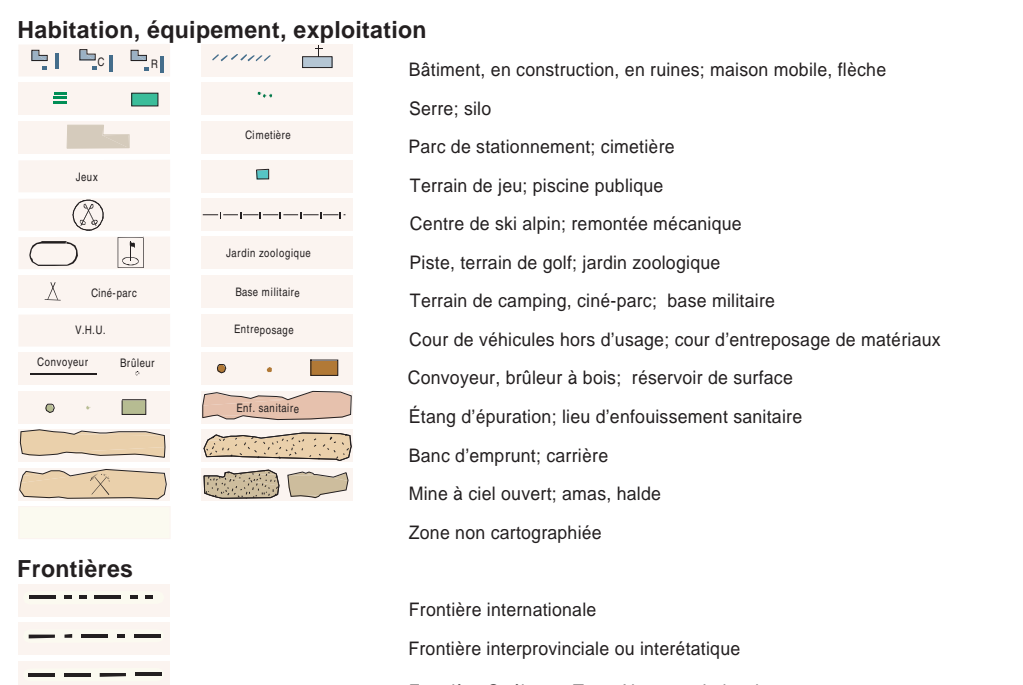 Habitation, équipement, exploitation
C R Bâtiment, en construction, en ruines; maison mobile, flèche
Serre; silo
Cimetière Parc de stationnement; cimetière
Jeux Terrain de jeu; piscine publique
Centre de ski alpin; remontée mécanique
Jardin zoologique Piste, terrain de golf; jardin zoologique
Ciné-parc Base militaire Terrain de camping, ciné-parc; base militaire
V.H.U. Entreposage Cour de véhicules hors d'usage; cour d'entreposage de matériaux
Convoyeur Brûleur Convoyeur, brûleur à bois; réservoir de surface
Enf. sanitaire Étang d'épuration; lieu d'enfouissement sanitaire
Banc d'emprunt; carrière
Mine à ciel ouvert; amas, halde
Zone non cartographiée
Frontières
Frontière internationale
Frontière interprovinciale ou interétatique